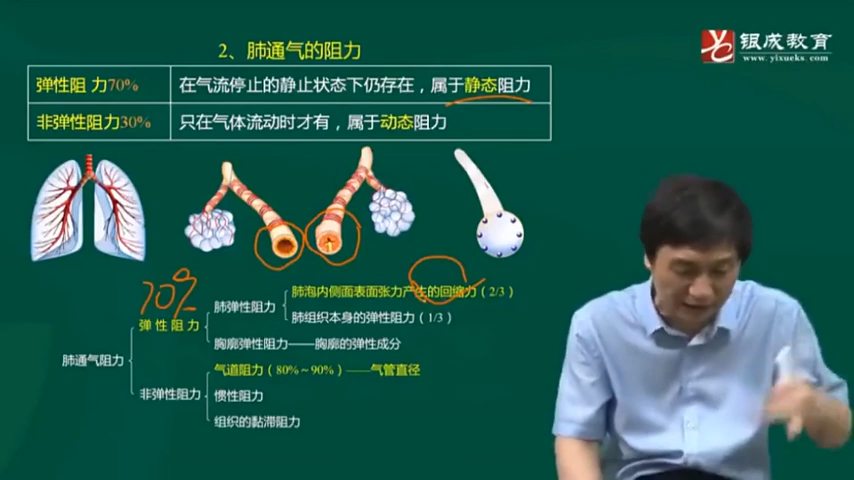 2、肺通气的阻力
银成教育
www.yixueks.com
弹性阻 力70% 在气流停止的静止状态下仍存在，属于静态阻力
非弹性阻力30% 只在气体流动时才有，属于动态阻力
70%
肺泡内侧面表面张力产生的回缩力（2/3）
肺弹性阻力
肺组织本身的弹性阻力（1/3）
弹 性 阻 力
胸廓弹性阻力——胸廓的弹性成分
肺通气阻力
气道阻力（80%～90%）——气管直径
非弹性阻力
惯性阻力
组织的黏滞阻力